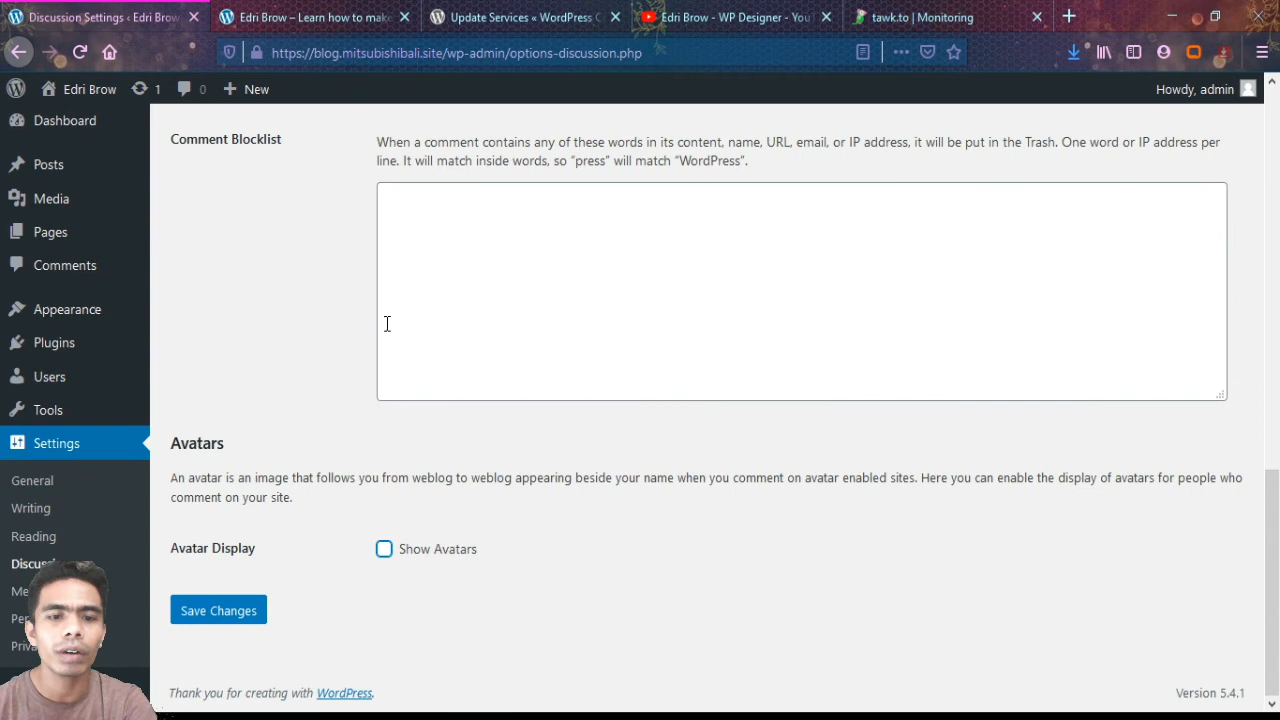 Discussion Settings ‹ Edri Brow
Edri Brow – Learn how to make
Update Services « WordPress C
Edri Brow - WP Designer - You
tawk.to | Monitoring
https://blog.mitsubishibali.site/wp-admin/options-discussion.php
Edri Brow
1
0
New
Howdy, admin
Dashboard
Posts
Media
Pages
Comments
Appearance
Plugins
Users
Tools
Settings
General
Writing
Reading
Discuss
Me
Per
Priv
Comment Blocklist
When a comment contains any of these words in its content, name, URL, email, or IP address, it will be put in the Trash. One word or IP address per
line. It will match inside words, so “press” will match “WordPress”.
Avatars
An avatar is an image that follows you from weblog to weblog appearing beside your name when you comment on avatar enabled sites. Here you can enable the display of avatars for people who
comment on your site.
Avatar Display
Show Avatars
Save Changes
Thank you for creating with WordPress.
Version 5.4.1